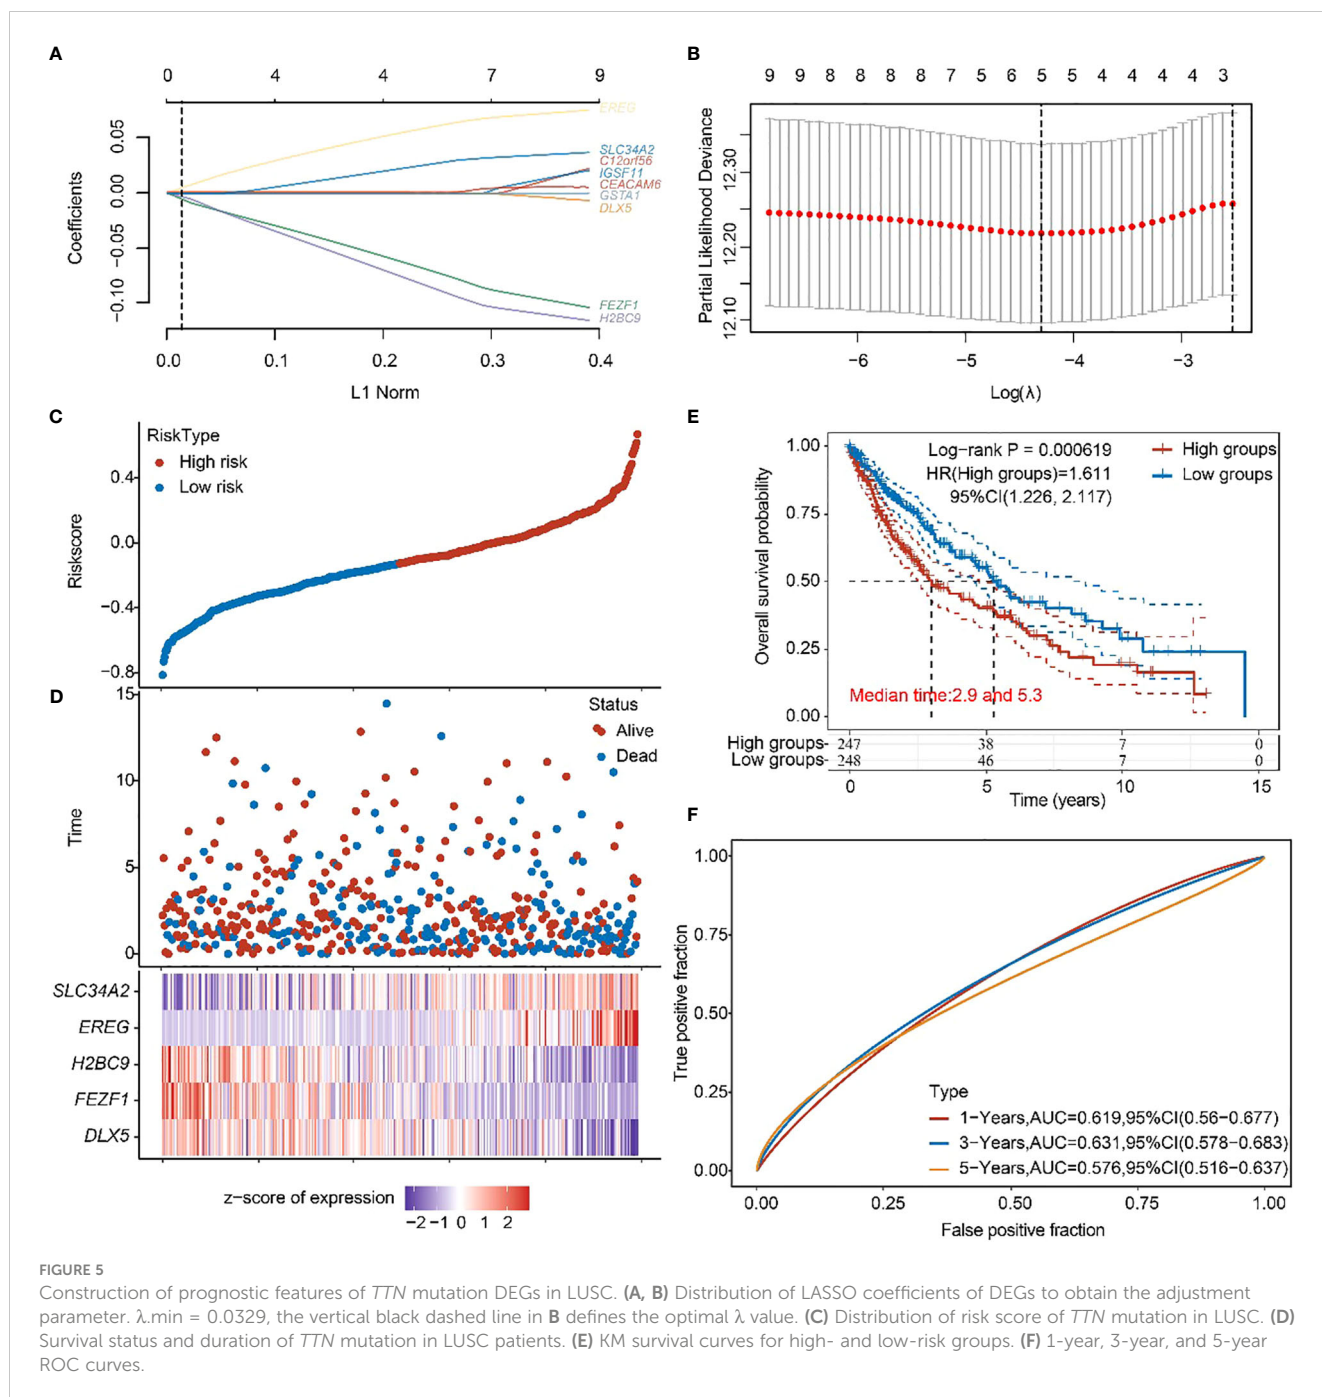 A
0 4 4 7 9
Coefficients
0.05
0.00
−0.05
−0.10
EREG
SLC34A2
C12orf56
IGSF11
CEACAM6
GSTA1
DLX5
FEZF1
H2BC9
0.0 0.1 0.2 0.3 0.4
L1 Norm
B
9 9 8 8 8 7 5 6 5 5 4 4 4 4 3
Partial Likelihood Deviance
12.30
12.20
12.10
−6 −5 −4 −3
Log(λ)
C
RiskType
High risk
Low risk
Riskscore
0.4
0.0
−0.4
−0.8
D
Status
Alive
Dead
Time
15
10
5
0
SLC34A2
EREG
H2BC9
FEZF1
DLX5
z-score of expression
−2 −1 0 1 2
E
Log-rank P = 0.000619
HR(High groups)=1.611
95%CI(1.226, 2.117)
High groups
Low groups
Overall survival probability
1.00
0.75
0.50
0.25
0.00
Median time:2.9 and 5.3
High groups- 247 38 7 0
Low groups- 248 46 7 0
0 5 10 15
Time (years)
F
True positive fraction
1.00
0.75
0.50
0.25
0.00
Type
1-Years,AUC=0.619,95%CI(0.56-0.677)
3-Years,AUC=0.631,95%CI(0.578-0.683)
5-Years,AUC=0.576,95%CI(0.516-0.637)
0.00 0.25 0.50 0.75 1.00
False positive fraction
FIGURE 5
Construction of prognostic features of TTN mutation DEGs in LUSC. (A, B) Distribution of LASSO coefficients of DEGs to obtain the adjustment
parameter. λ.min = 0.0329, the vertical black dashed line in B defines the optimal λ value. (C) Distribution of risk score of TTN mutation in LUSC. (D)
Survival status and duration of TTN mutation in LUSC patients. (E) KM survival curves for high- and low-risk groups. (F) 1-year, 3-year, and 5-year
ROC curves.